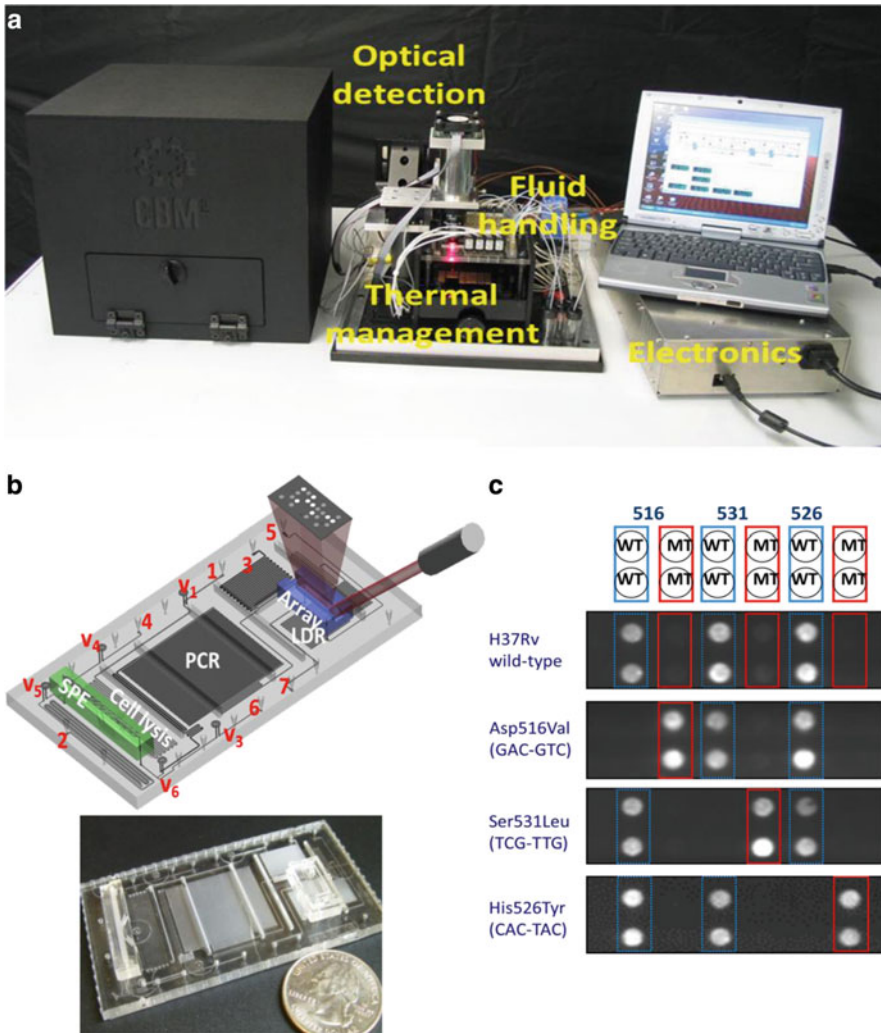 a
Optical
detection
Fluid
handling
CBM²
Thermal
management
Electronics
b
5
3
1
V1
4
Array
LDR
V4
PCR
7
V5
SPE
Cell lysis
6
2
V3
V6
c
516 531 526
WT MT WT MT WT MT
WT MT WT MT WT MT
H37Rv
wild-type
Asp516Val
(GAC-GTC)
Ser531Leu
(TCG-TTG)
His526Tyr
(CAC-TAC)